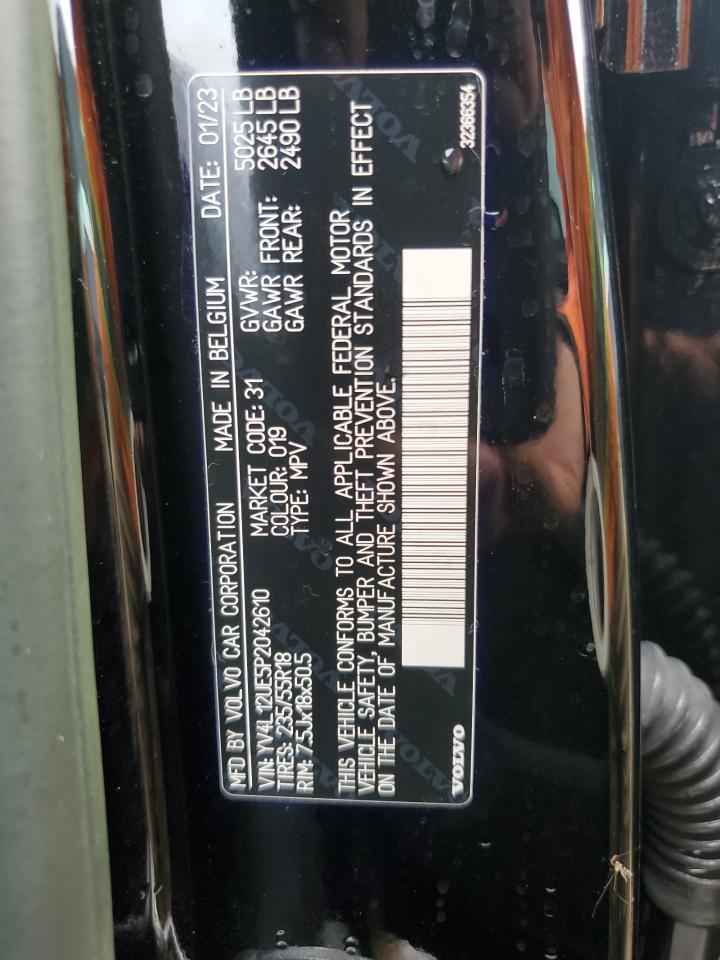 MFD BY VOLVO CAR CORPORATION MADE IN BELGIUM DATE: 01/23
VIN: YV4L12UE5P2042610
MARKET CODE: 31
GVWR: 5025 LB
TIRES: 235/55R18
COLOUR: 019
GAWR FRONT: 2645 LB
RIM: 7.5Jx18x50.5
TYPE: MPV
GAWR REAR: 2490 LB
THIS VEHICLE CONFORMS TO ALL APPLICABLE FEDERAL MOTOR
VEHICLE SAFETY, BUMPER AND THEFT PREVENTION STANDARDS IN EFFECT
ON THE DATE OF MANUFACTURE SHOWN ABOVE.
VOLVO
32366354